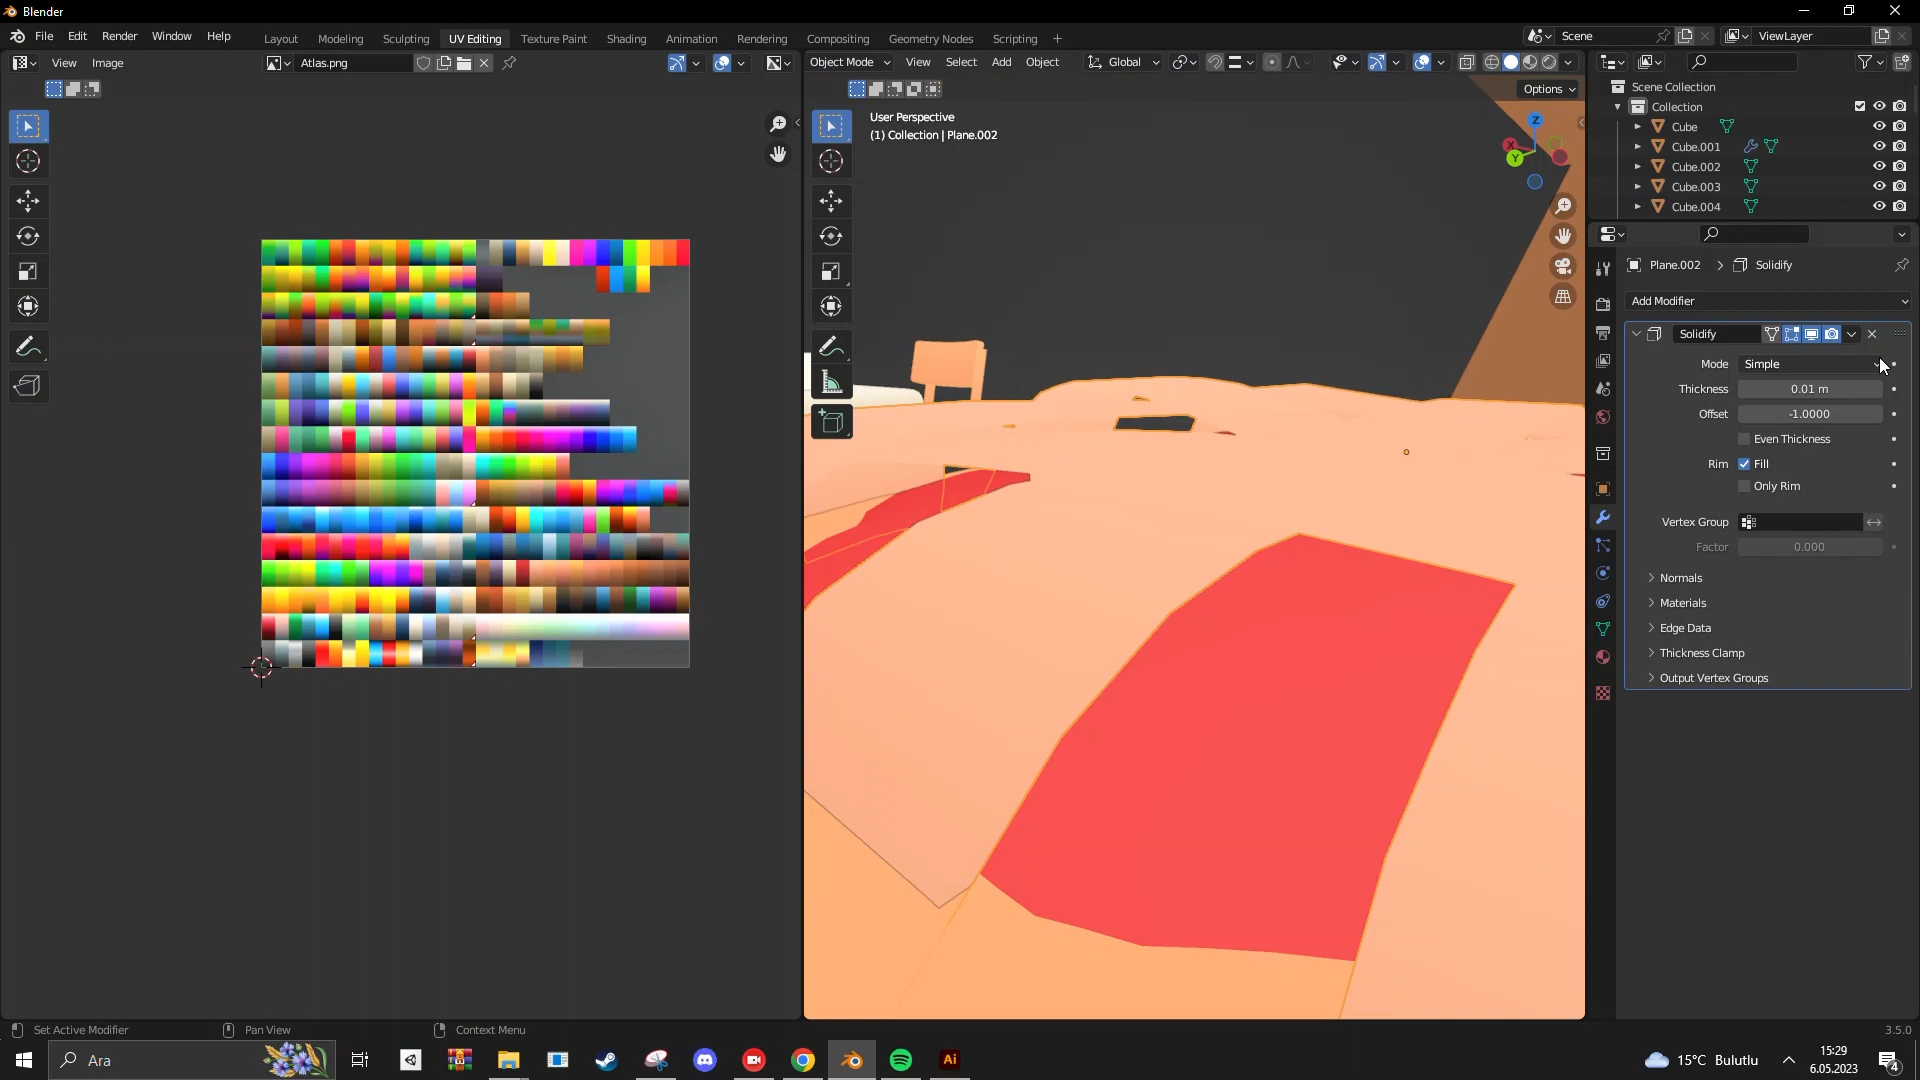 Blender
File Edit Render Window Help
Layout Modeling Sculpting UV Editing Texture Paint Shading Animation Rendering Compositing Geometry Nodes Scripting +
Scene
ViewLayer
View Image
Atlas.png
Object Mode View Select Add Object
Global
Options
User Perspective
(1) Collection | Plane.002
Z
X
Y
Scene Collection
Collection
Cube
Cube.001
Cube.002
Cube.003
Cube.004
Plane.002 > Solidify
Add Modifier
Solidify
Mode Simple
Thickness 0.01 m
Offset -1.0000
Even Thickness
Rim Fill
Only Rim
Vertex Group
Factor 0.000
Normals
Materials
Edge Data
Thickness Clamp
Output Vertex Groups
Set Active Modifier
Pan View
Context Menu
3.5.0
Ara
Ai
15°C Bulutlu
15:29
6.05.2023
4